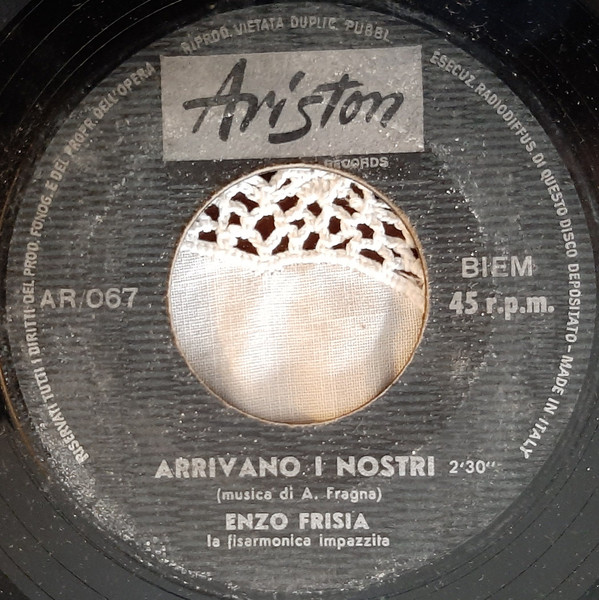 RISERVATI TUTTI I DIRITTI DEL PROD. FONOG. E DEL PROPR. DELL'OPERA
RIPROD. VIETATA DUPLIC. PUBBL.
ESECUZ. RADIODIFFUS. DI QUESTO DISCO DEPOSITATO - MADE IN ITALY
Ariston
RECORDS
AR/067
BIEM
45 r.p.m.
ARRIVANO I NOSTRI 2'30"
(musica di A. Fragna)
ENZO FRISIA
la fisarmonica impazzita